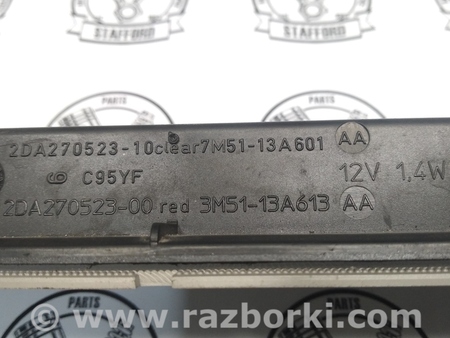 STAFFORD
PARTS
PARTS
2DA270523-10clear7M51-13A601 AA
C95YF 12V 1,4W
2DA270523-00 red 3M51-13A613 AA
PARTS
PARTS
www.razborki.com